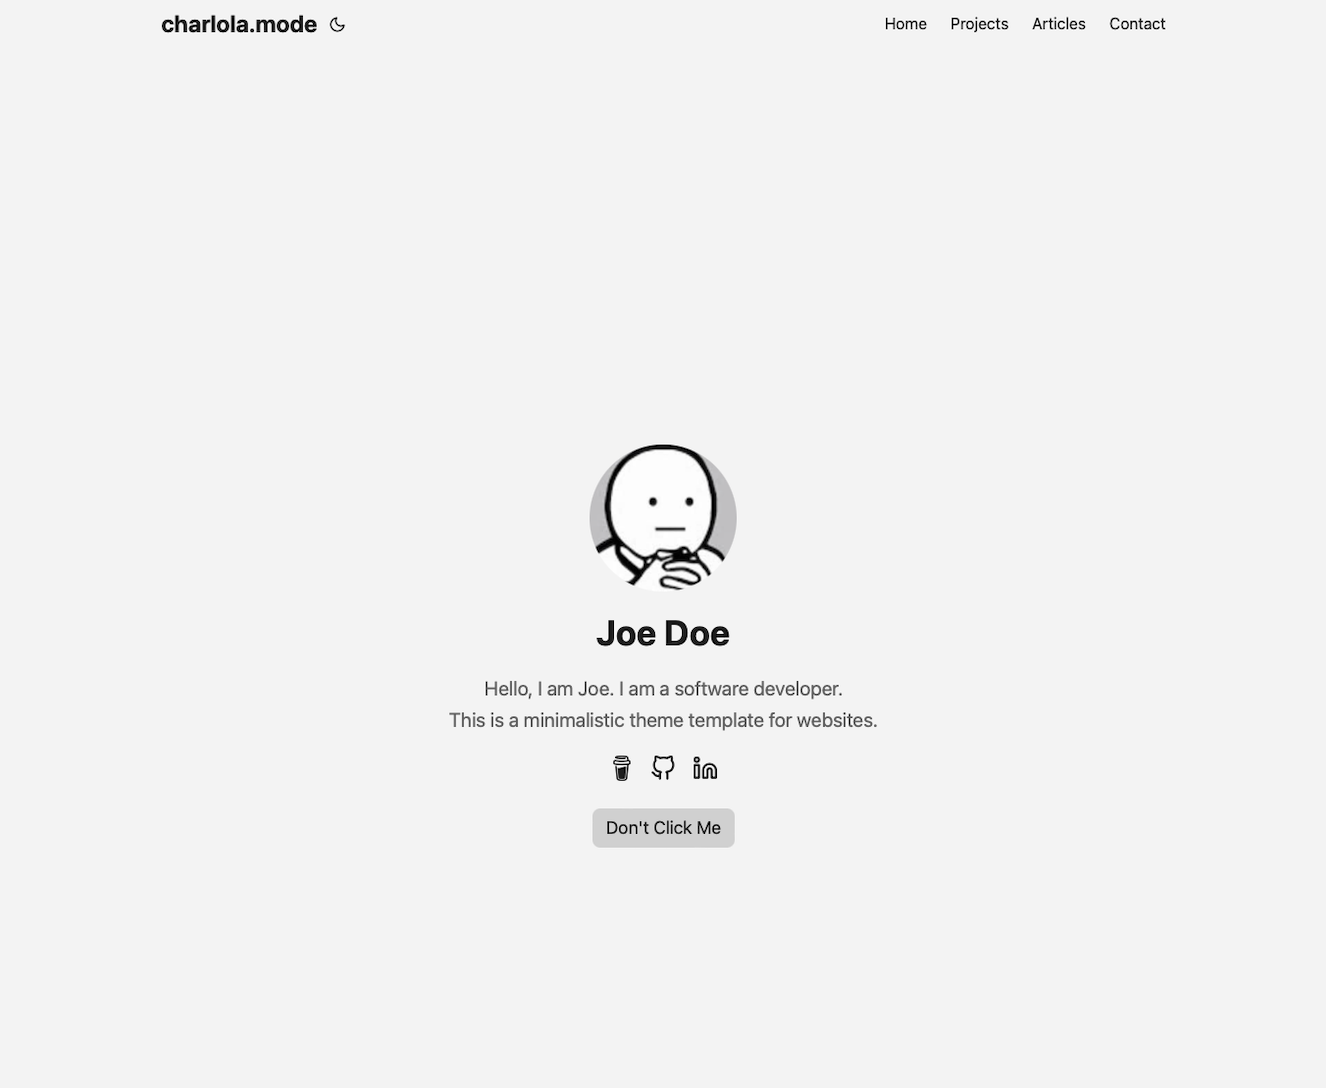 charlola.mode
Home Projects Articles Contact
Joe Doe
Hello, I am Joe. I am a software developer.
This is a minimalistic theme template for websites.
Don't Click Me